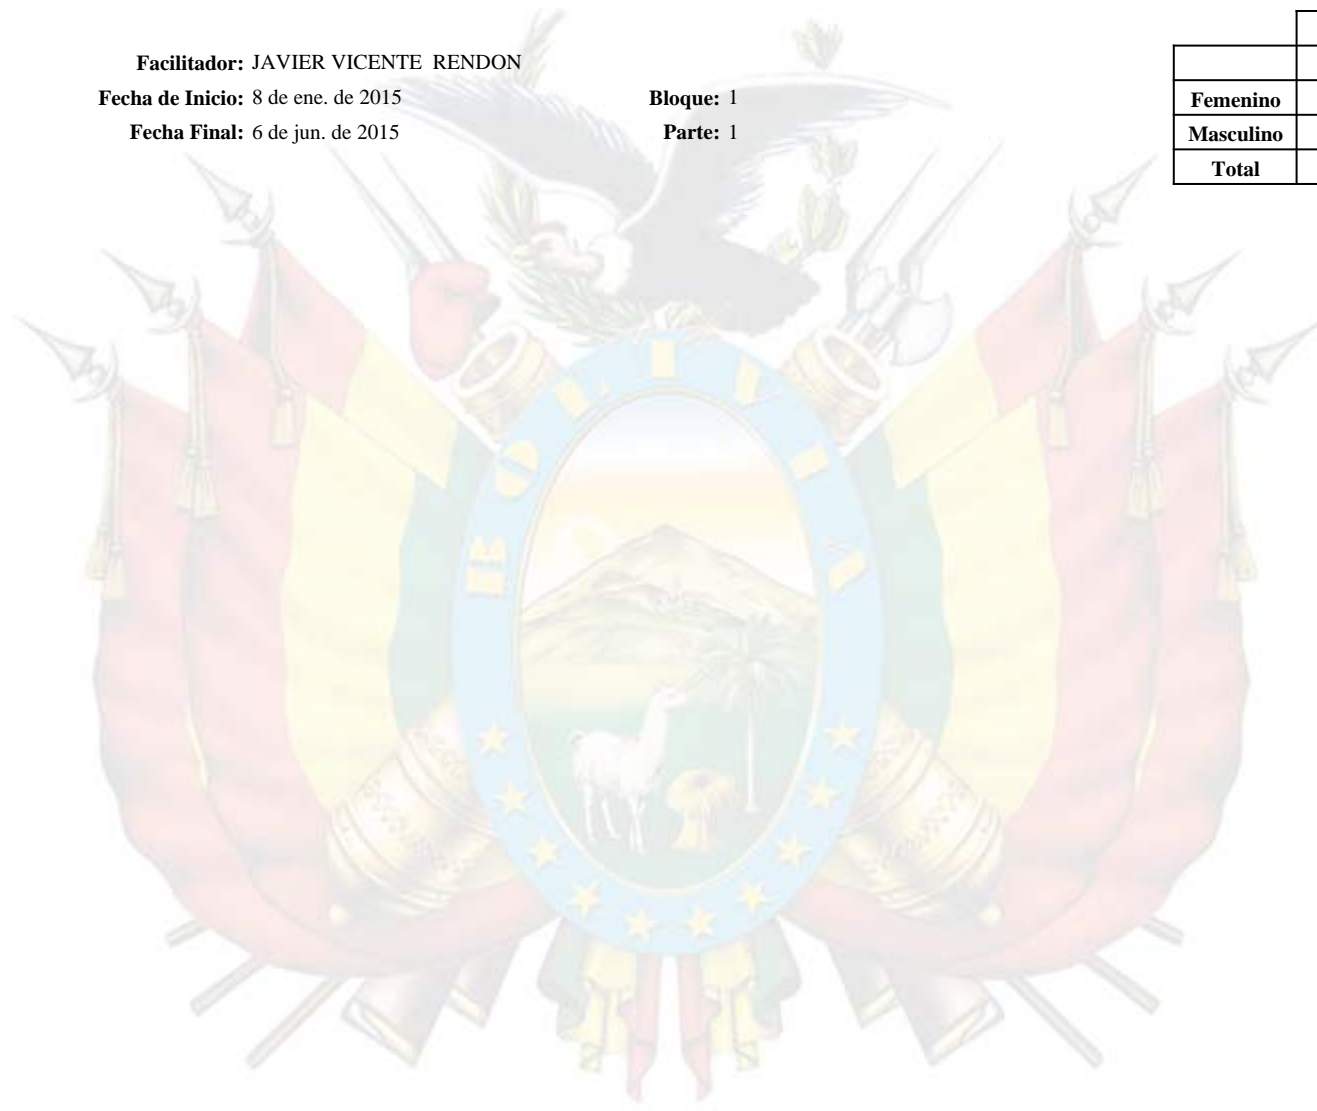 Facilitador: JAVIER VICENTE RENDON
Fecha de Inicio: 8 de ene. de 2015 Bloque: 1
Fecha Final: 6 de jun. de 2015 Parte: 1
Femenino
Masculino
Total
BOLIVIA